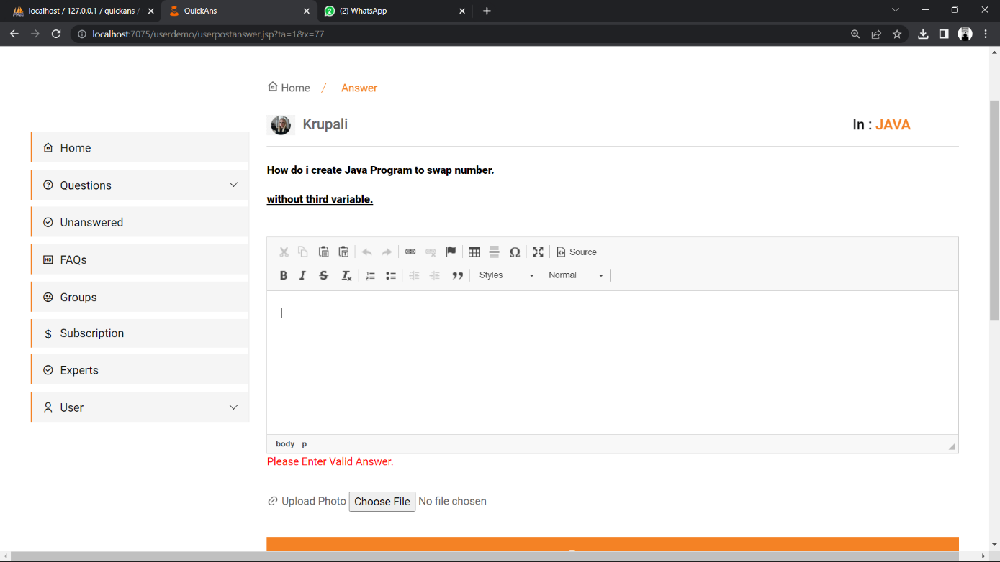 localhost / 127.0.0.1 / quickans /
QuickAns
(2) WhatsApp
localhost:7075/userdemo/userpostanswer.jsp?ta=1&x=77
Home / Answer
Krupali
In : JAVA
Home
Questions
Unanswered
FAQs
Groups
$ Subscription
Experts
User
How do i create Java Program to swap number.
without third variable.
Source
B I S Tx Styles Normal
body p
Please Enter Valid Answer.
Upload Photo Choose File No file chosen